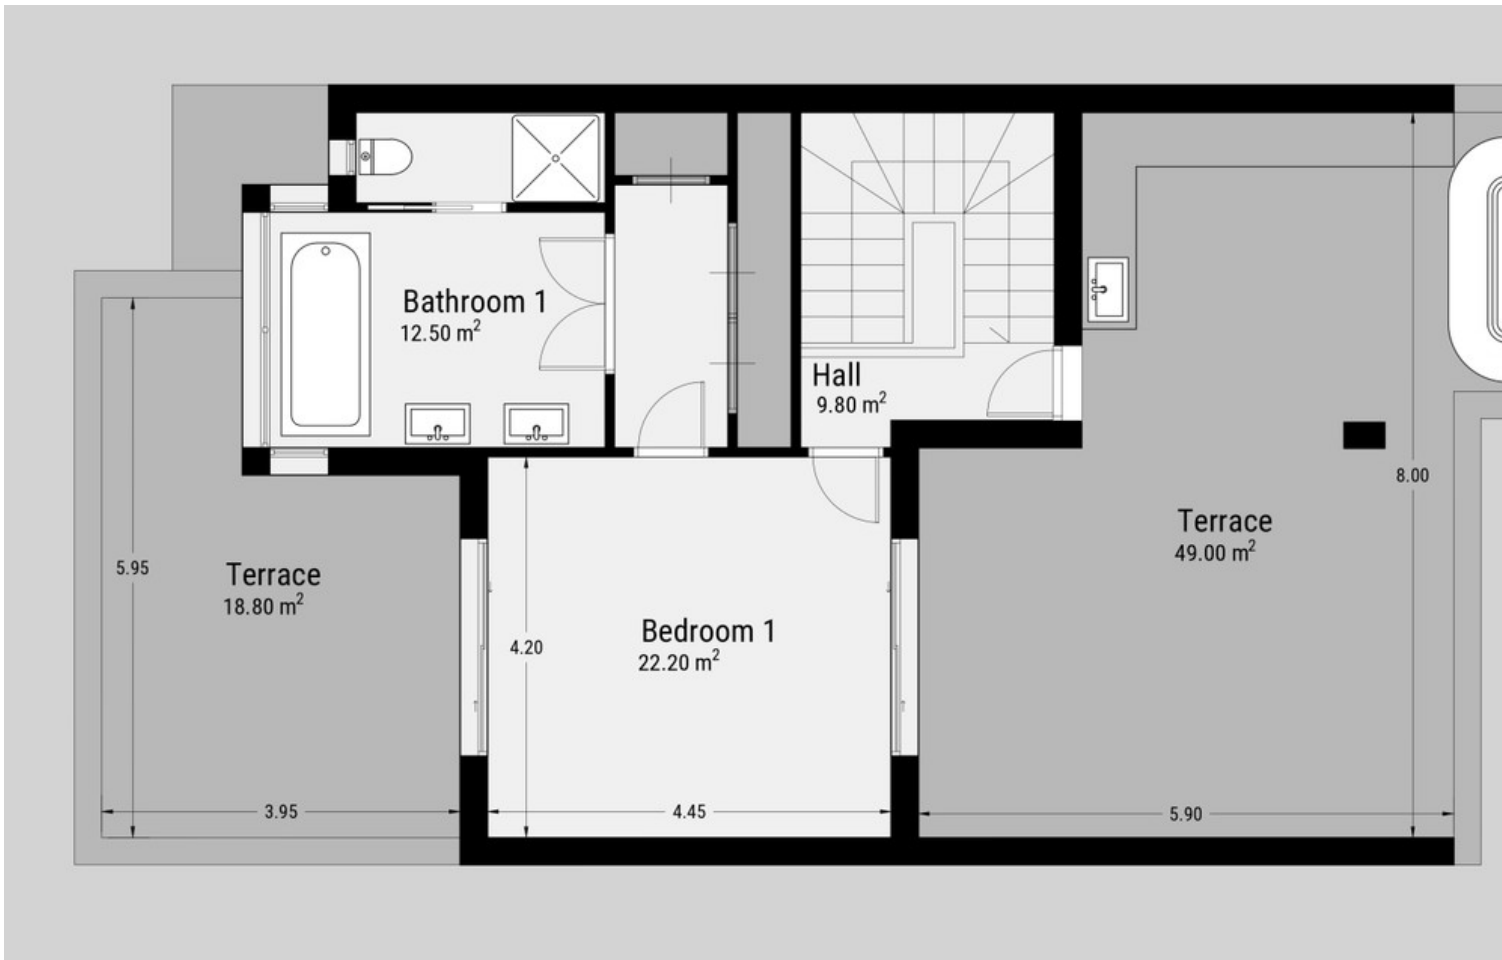 Bathroom 1
12.50 m²
Hall
9.80 m²
8.00
Terrace
49.00 m²
5.95
Terrace
18.80 m²
4.20
Bedroom 1
22.20 m²
3.95
4.45
5.90